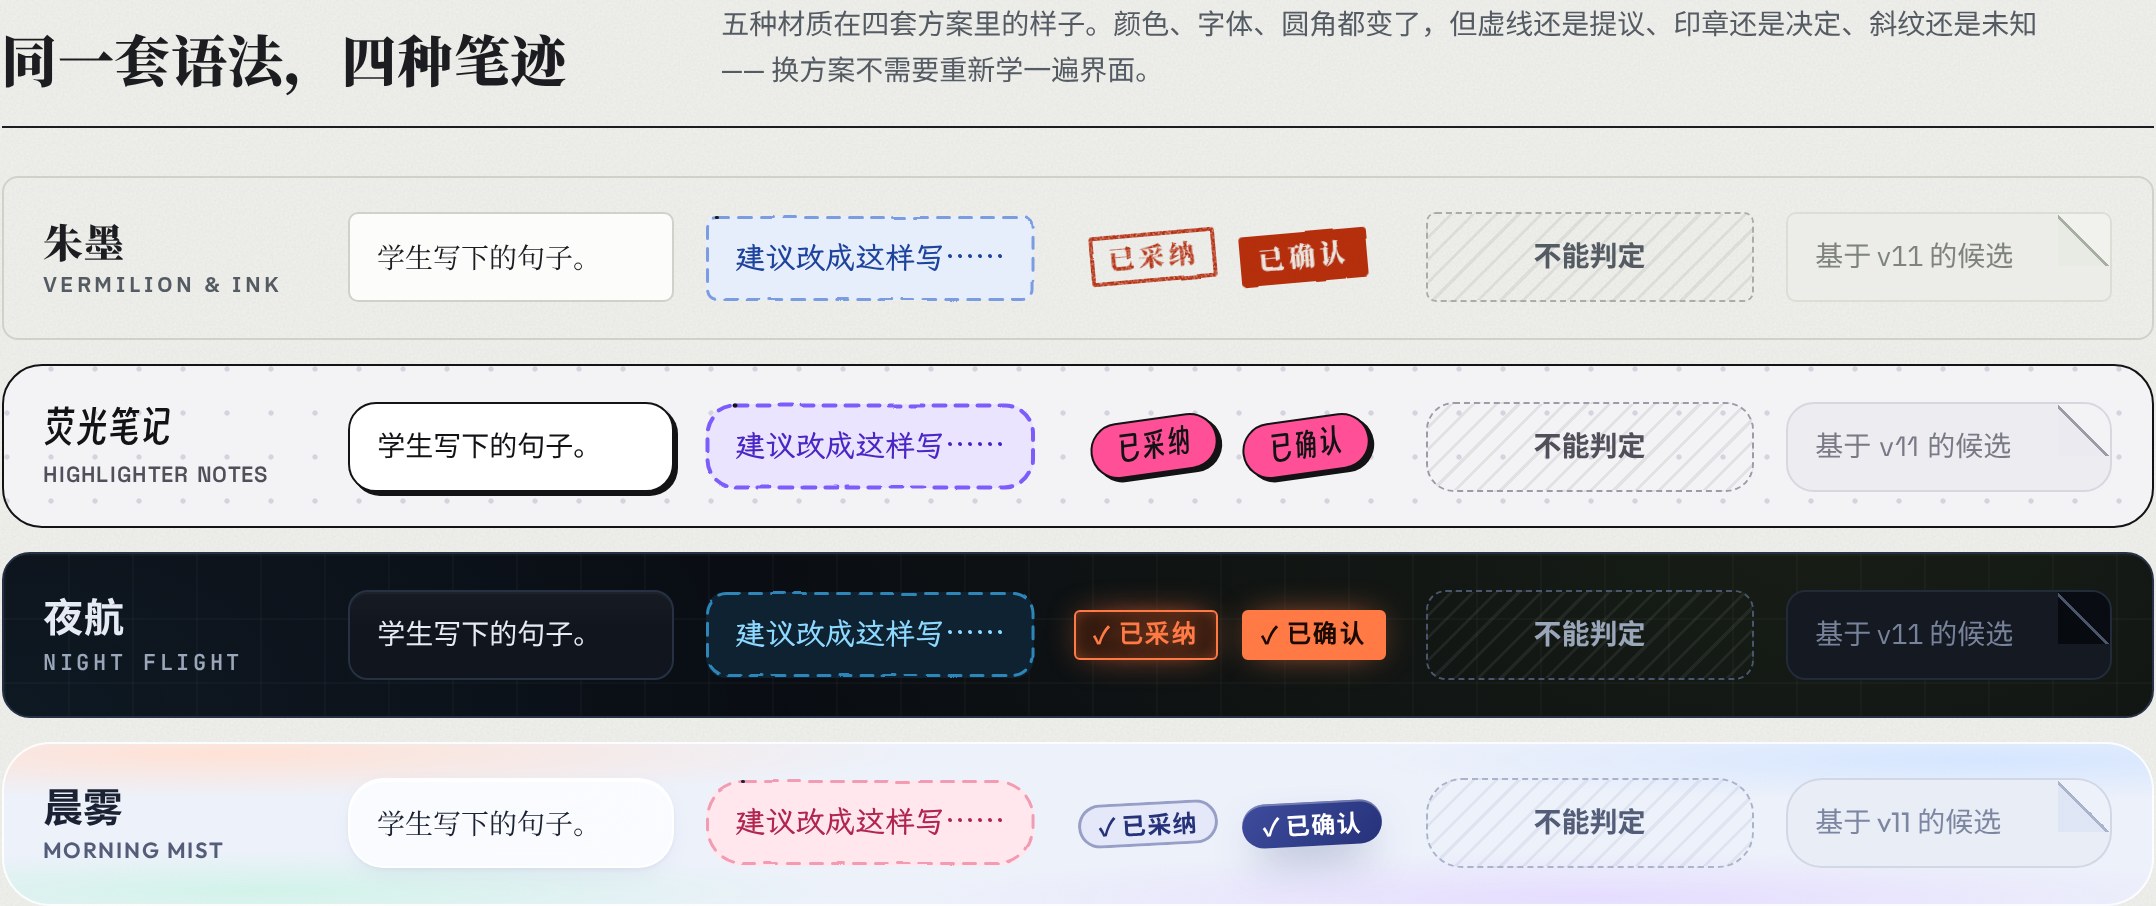 同一套语法，四种笔迹
五种材质在四套方案里的样子。颜色、字体、圆角都变了，但虚线还是提议、印章还是决定、斜纹还是未知
—— 换方案不需要重新学一遍界面。
朱墨
VERMILION & INK
学生写下的句子。
建议改成这样写……
已采纳
已确认
不能判定
基于 v11 的候选
荧光笔记
HIGHLIGHTER NOTES
学生写下的句子。
建议改成这样写……
已采纳
已确认
不能判定
基于 v11 的候选
夜航
NIGHT FLIGHT
学生写下的句子。
建议改成这样写……
✓ 已采纳
✓ 已确认
不能判定
基于 v11 的候选
晨雾
MORNING MIST
学生写下的句子。
建议改成这样写……
✓ 已采纳
✓ 已确认
不能判定
基于 v11 的候选